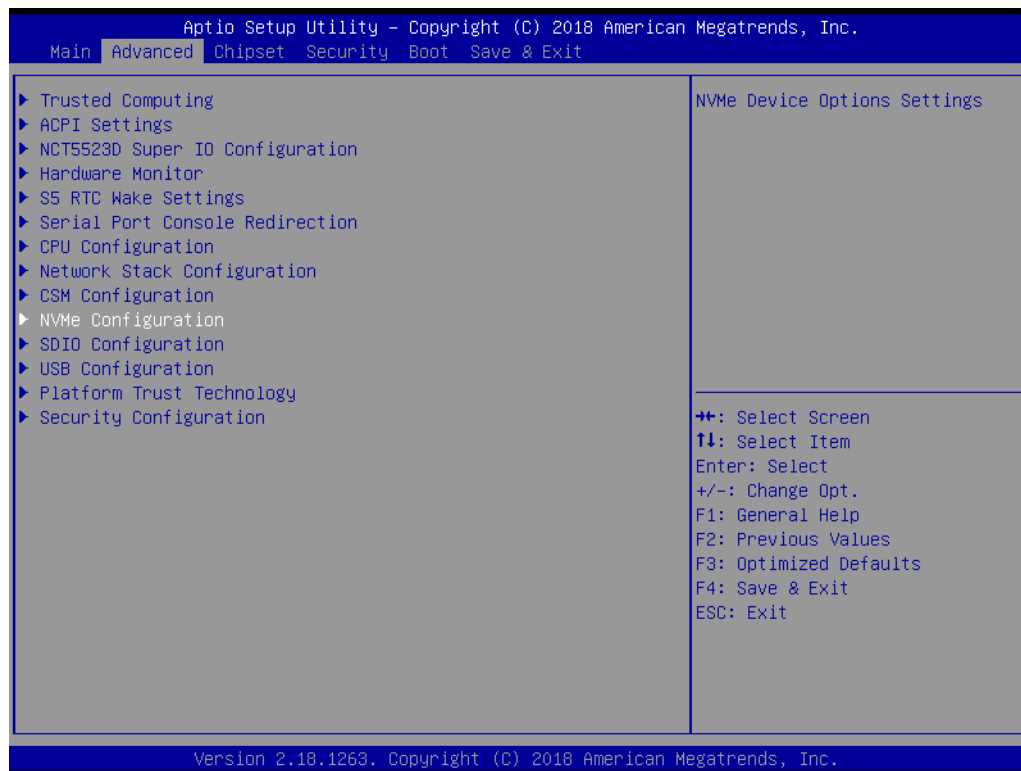 Aptio Setup Utility – Copyright (C) 2018 American Megatrends, Inc.
Main Advanced Chipset Security Boot Save & Exit
Trusted Computing
ACPI Settings
NCT5523D Super IO Configuration
Hardware Monitor
S5 RTC Wake Settings
Serial Port Console Redirection
CPU Configuration
Network Stack Configuration
CSM Configuration
NVMe Configuration
SDIO Configuration
USB Configuration
Platform Trust Technology
Security Configuration
NVMe Device Options Settings
→←: Select Screen
↑↓: Select Item
Enter: Select
+/-: Change Opt.
F1: General Help
F2: Previous Values
F3: Optimized Defaults
F4: Save & Exit
ESC: Exit
Version 2.18.1263. Copyright (C) 2018 American Megatrends, Inc.